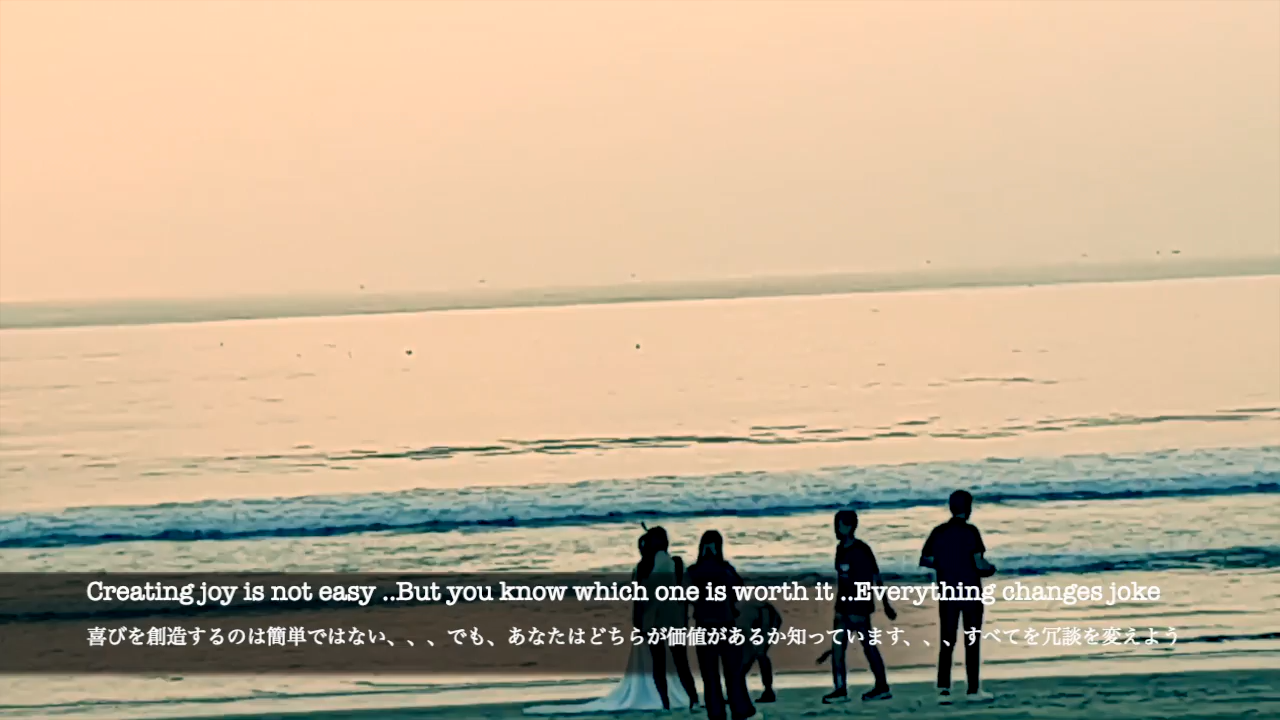 Creating joy is not easy ..But you know which one is worth it ..Everything changes joke
喜びを創造するのは簡単ではない、、、でも、あなたはどちらが価値があるか知っています、、、すべてを冗談を変えよう